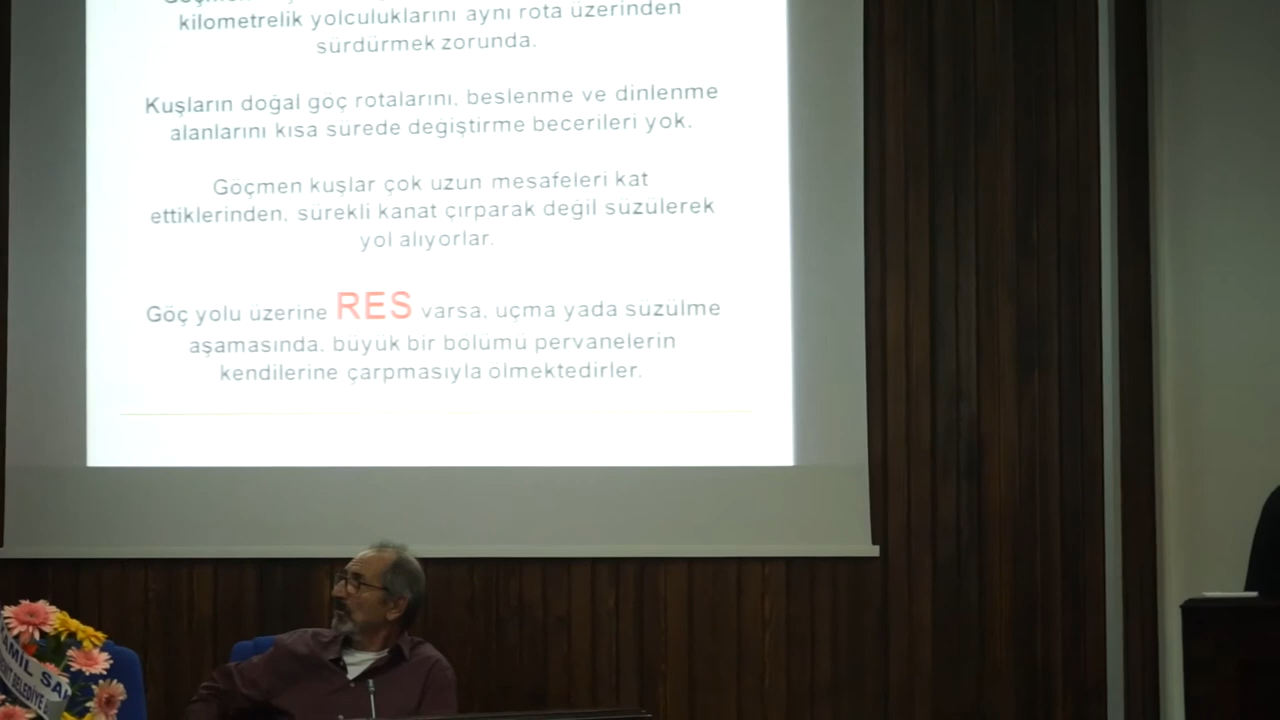 kilometrelik yolculuklarını aynı rota üzerinden
sürdürmek zorunda.
Kuşların doğal göç rotalarını, beslenme ve dinlenme
alanlarını kısa sürede değiştirme becerileri yok.
Göçmen kuşlar çok uzun mesafeleri kat
ettiklerinden, sürekli kanat çırparak değil süzülerek
yol alıyorlar.
Göç yolu üzerine RES varsa, uçma yada süzülme
aşamasında, büyük bir bölümü pervanelerin
kendilerine çarpmasıyla ölmektedirler.
BELEDİYE